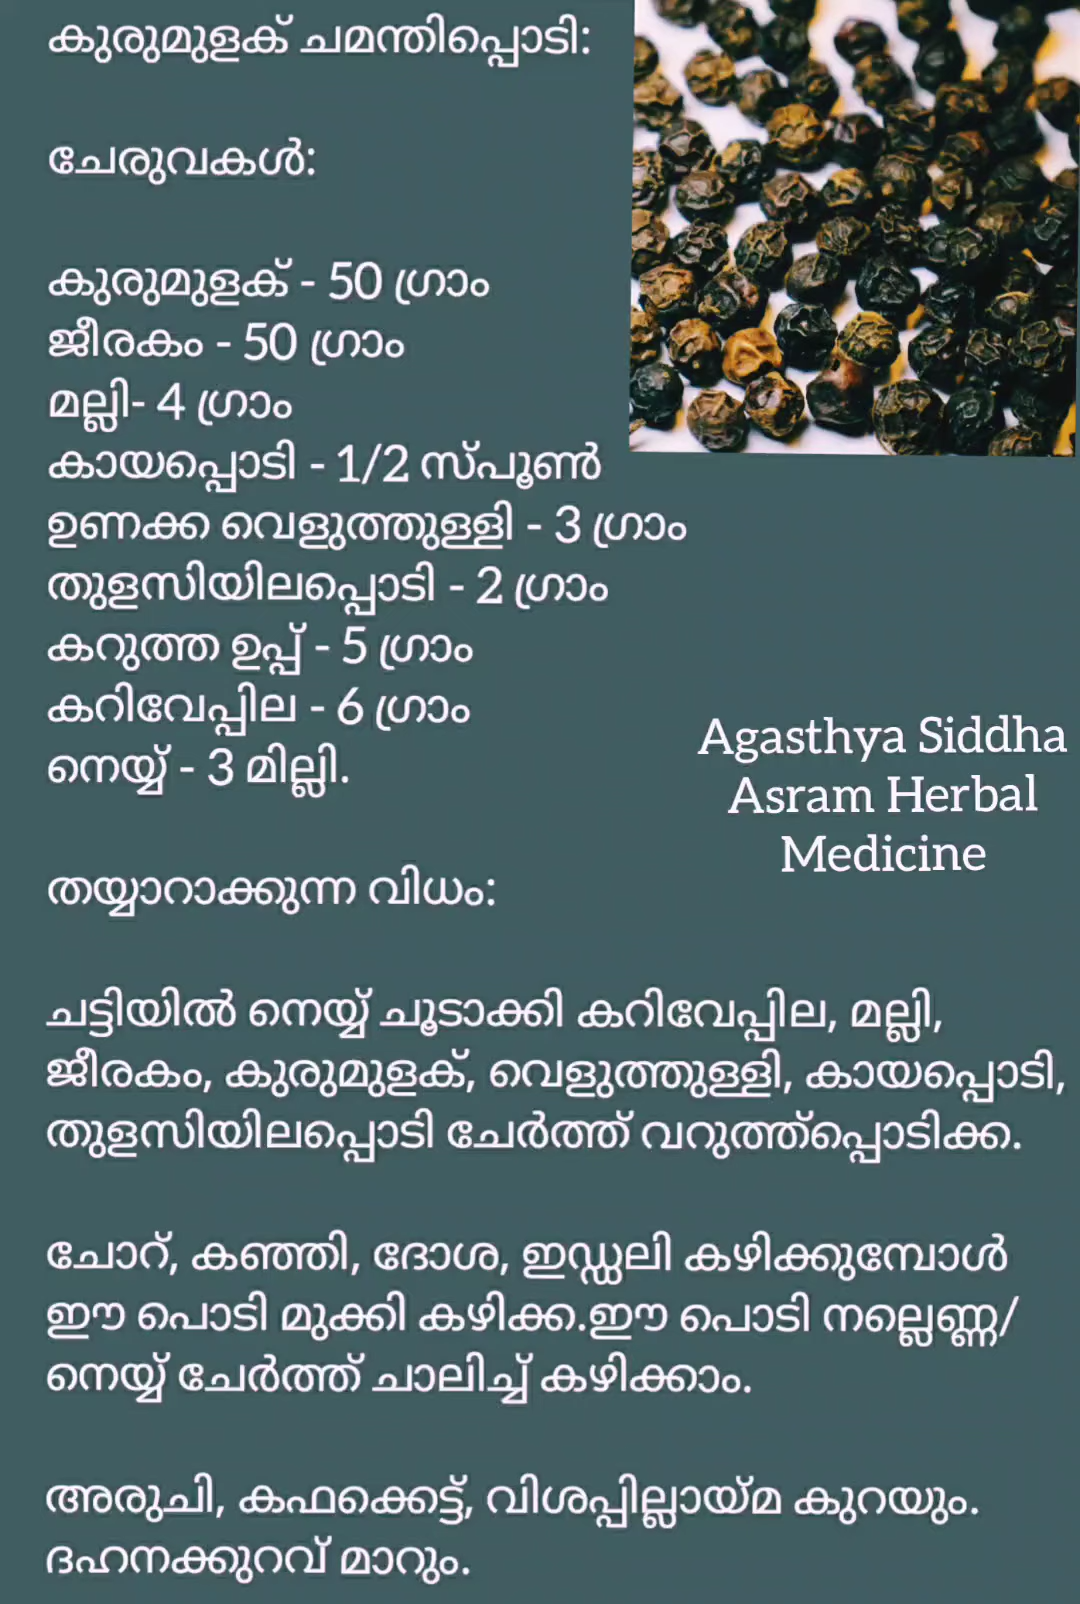 കുരുമുളക് ചമന്തിപ്പൊടി:
ചേരുവകൾ:
കുരുമുളക് - 50 ഗ്രാം
ജീരകം - 50 ഗ്രാം
മല്ലി- 4 ഗ്രാം
കായപ്പൊടി - 1/2 സ്പൂൺ
ഉണക്ക വെളുത്തുള്ളി - 3 ഗ്രാം
തുളസിയിലപ്പൊടി - 2 ഗ്രാം
കറുത്ത ഉപ്പ് - 5 ഗ്രാം
കറിവേപ്പില - 6 ഗ്രാം
നെയ്യ് - 3 മില്ലി.
Agasthya Siddha
Asram Herbal
Medicine
തയ്യാറാക്കുന്ന വിധം:
ചട്ടിയിൽ നെയ്യ് ചൂടാക്കി കറിവേപ്പില, മല്ലി,
ജീരകം, കുരുമുളക്, വെളുത്തുള്ളി, കായപ്പൊടി,
തുളസിയിലപ്പൊടി ചേർത്ത് വറുത്ത്പ്പൊടിക്ക.
ചോറ്, കഞ്ഞി, ദോശ, ഇഡ്ഡലി കഴിക്കുമ്പോൾ
ഈ പൊടി മുക്കി കഴിക്ക.ഈ പൊടി നല്ലെണ്ണ/
നെയ്യ് ചേർത്ത് ചാലിച്ച് കഴിക്കാം.
അരുചി, കഫക്കെട്ട്, വിശപ്പില്ലായ്മ കുറയും.
ദഹനക്കുറവ് മാറും.